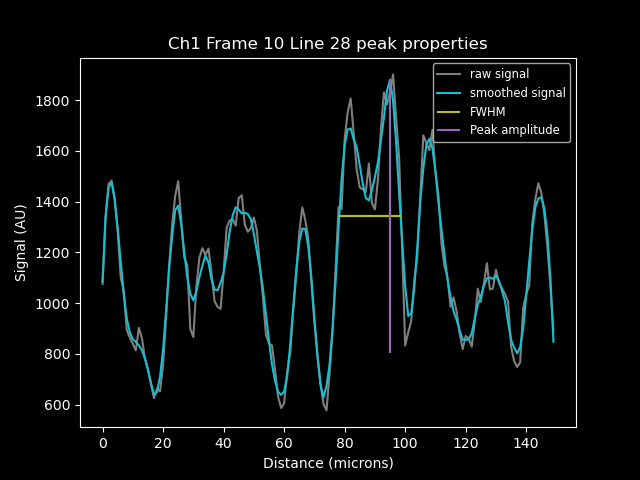 Ch1 Frame 10 Line 28 peak properties
raw signal
smoothed signal
FWHM
Peak amplitude
Signal (AU)
1800
1600
1400
1200
1000
800
600
0 20 40 60 80 100 120 140
Distance (microns)